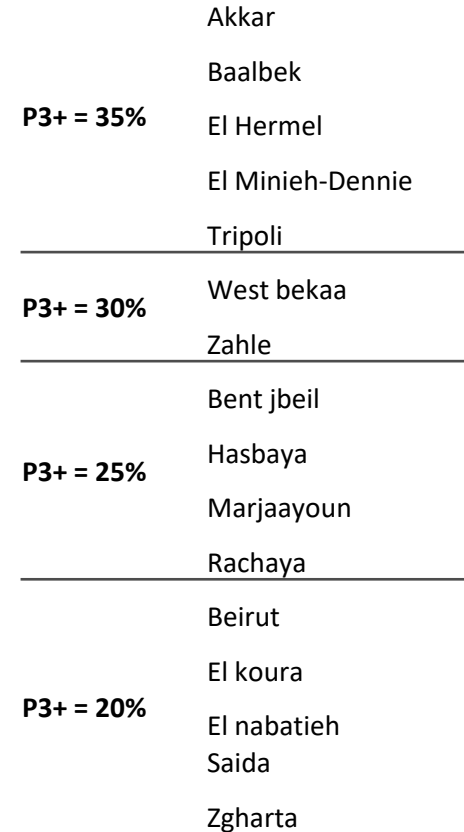 Akkar
Baalbek
P3+ = 35%
El Hermel
El Minieh-Dennie
Tripoli
West bekaa
P3+ = 30%
Zahle
Bent jbeil
Hasbaya
P3+ = 25%
Marjaayoun
Rachaya
Beirut
El koura
P3+ = 20%
El nabatieh
Saida
Zgharta